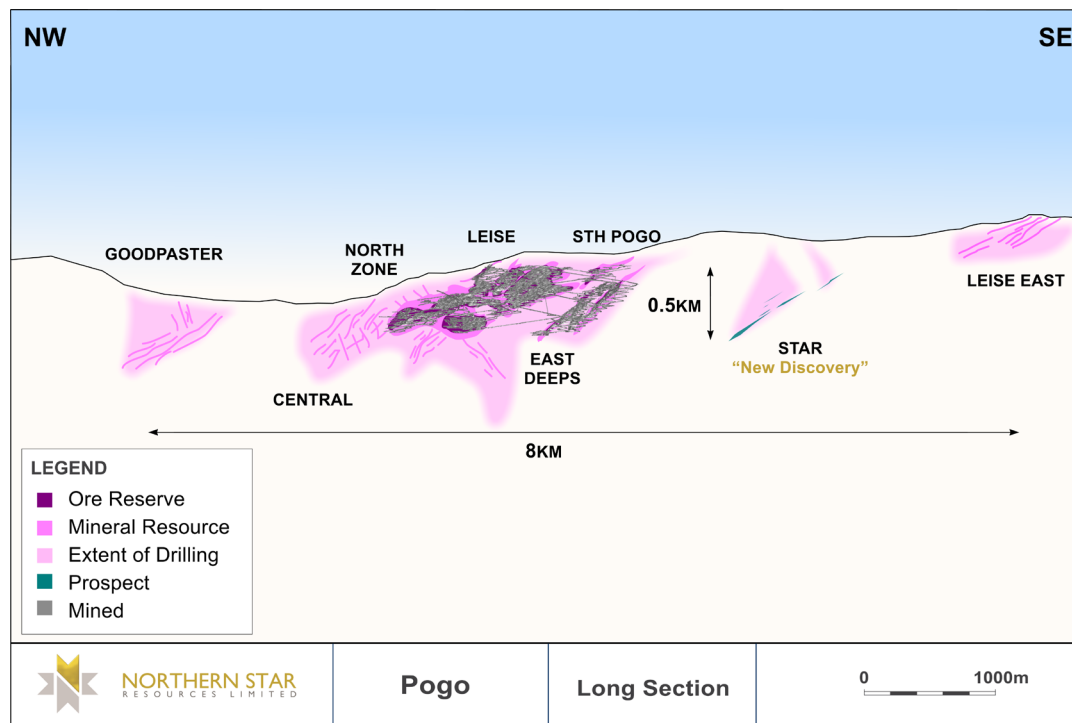 NW
SE
GOODPASTER
NORTH
ZONE
LEISE
STH POGO
LEISE EAST
0.5KM
EAST
DEEPS
STAR
“New Discovery”
CENTRAL
8KM
LEGEND
Ore Reserve
Mineral Resource
Extent of Drilling
Prospect
Mined
NORTHERN STAR
RESOURCES LIMITED
Pogo
Long Section
0 1000m